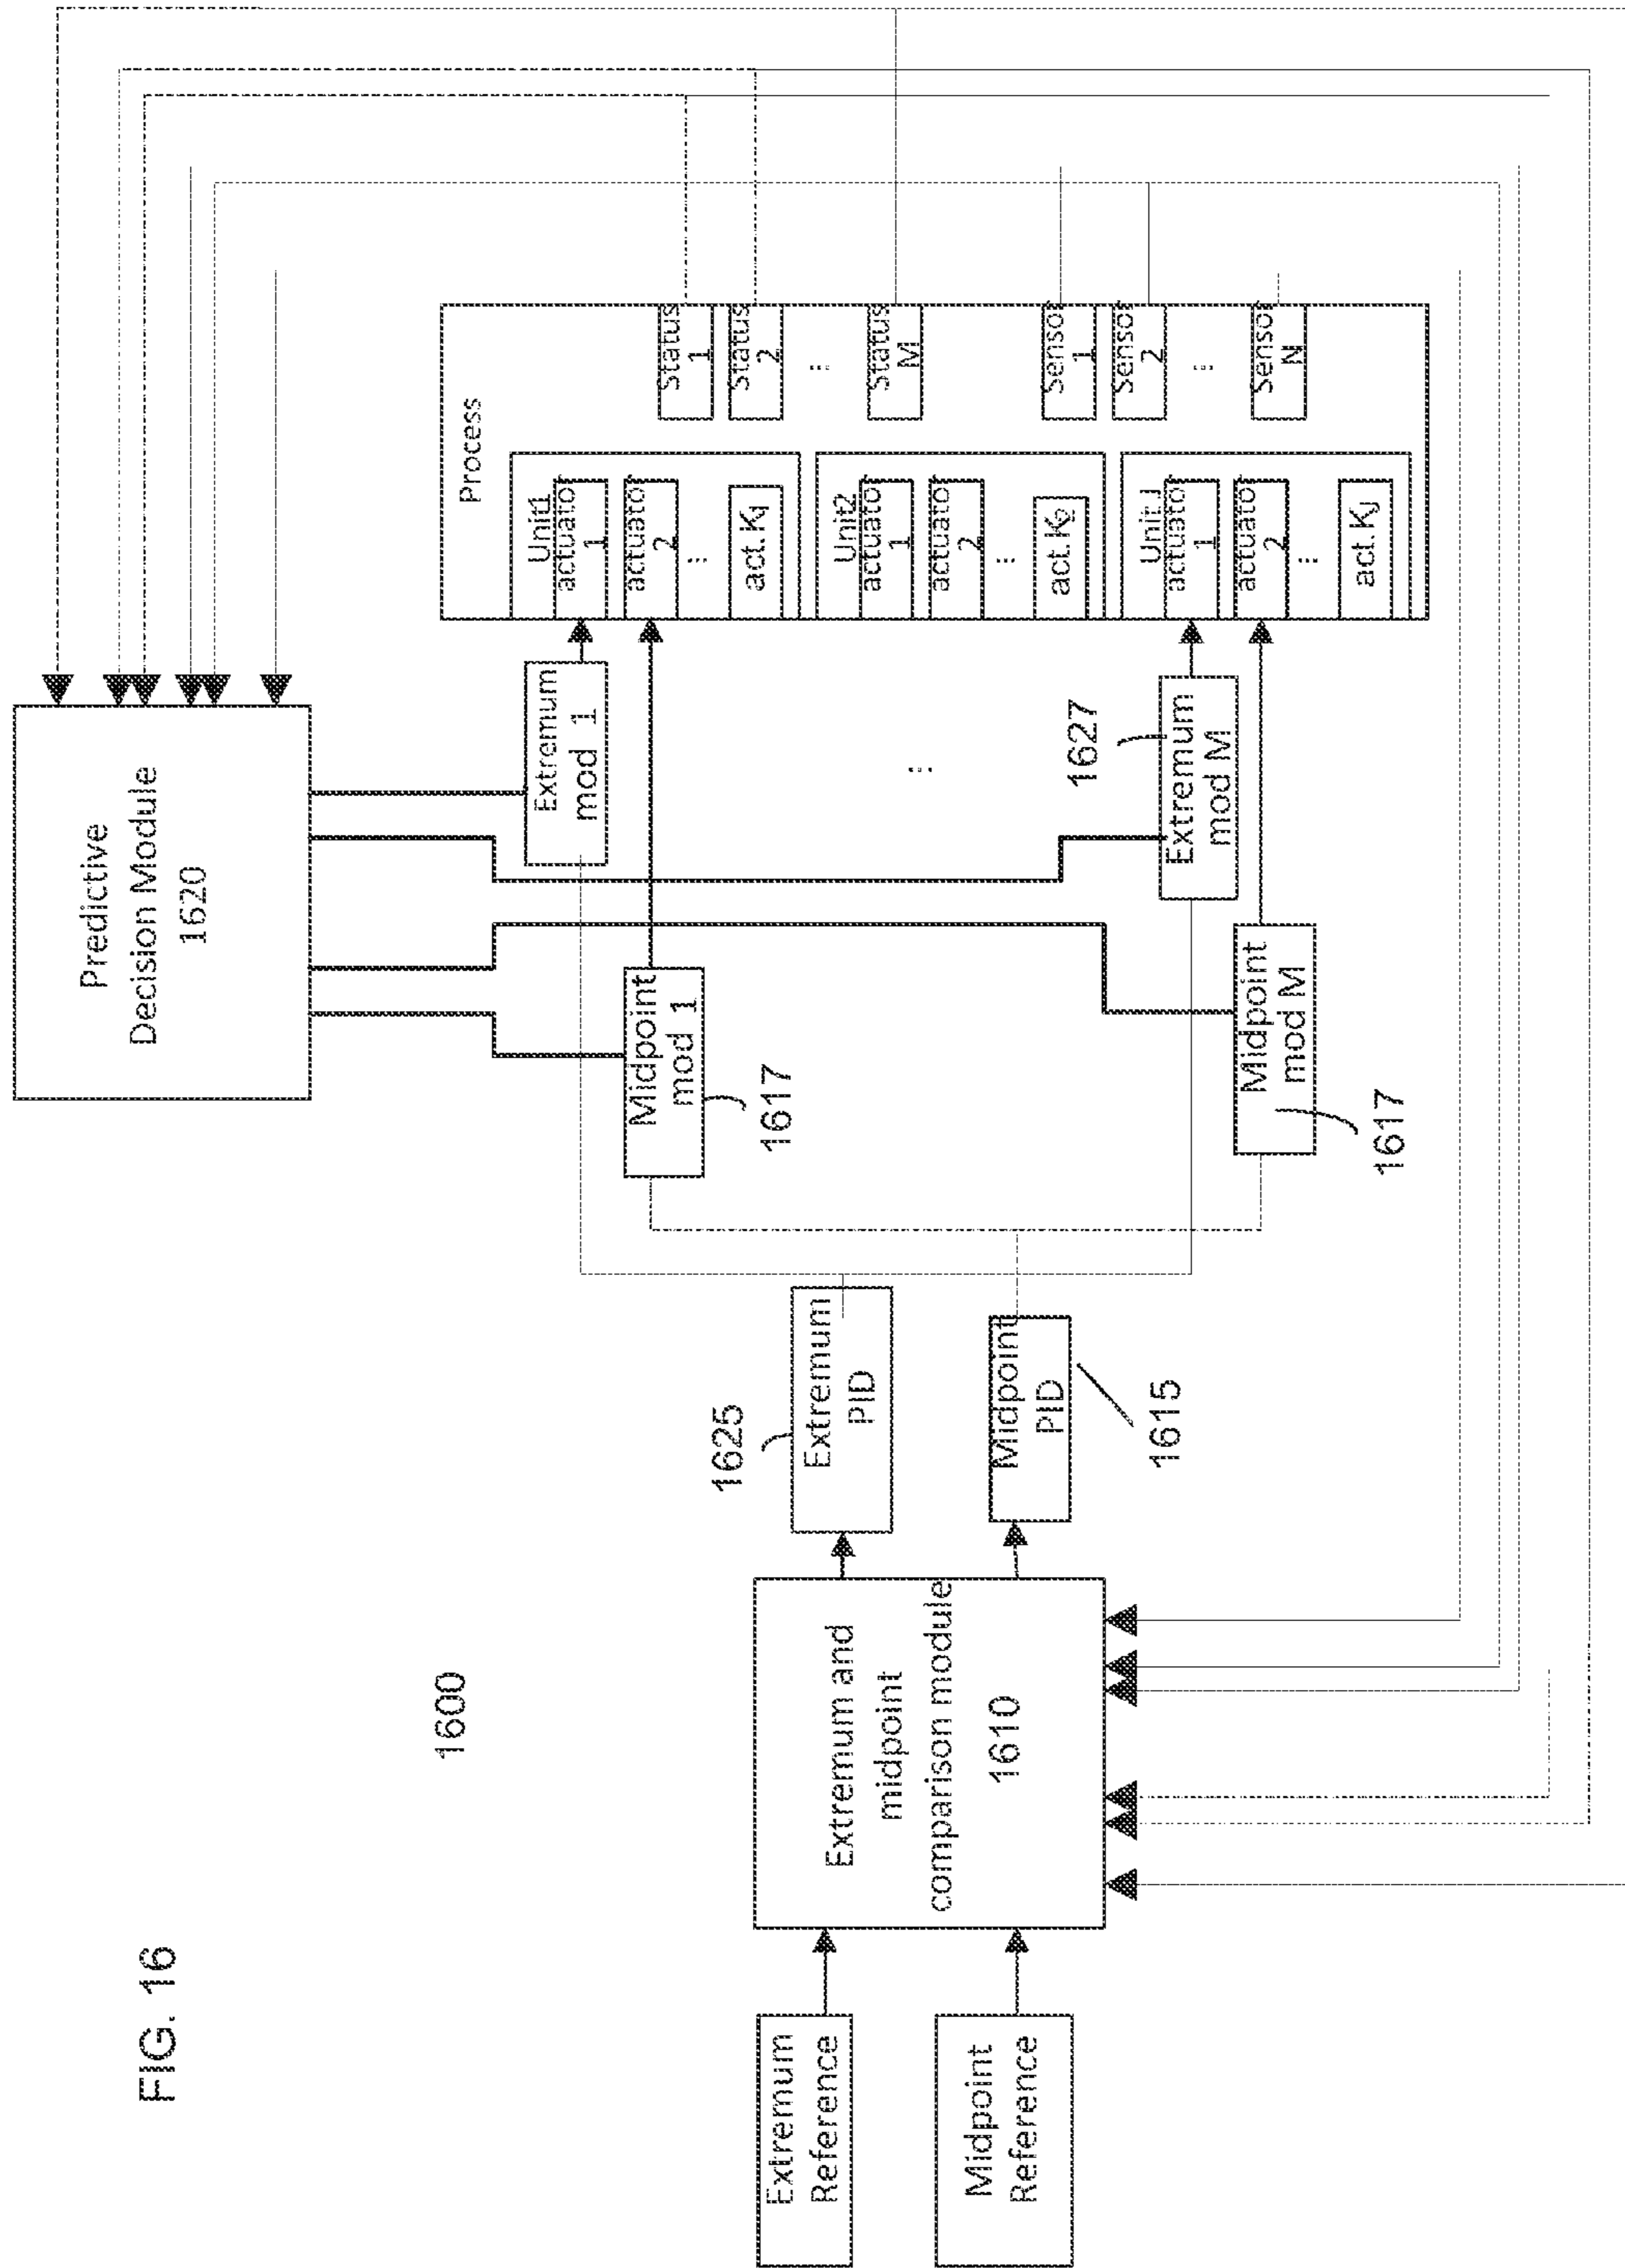 FIG. 16
1600
Predictive
Decision Module
1620
Extremum
Reference
Midpoint
Reference
Extremum and
midpoint
comparison module
1610
1625
Extremum
PID
Midpoint
PID
1615
Extremum
mod 1
Midpoint
mod 1
1617
⋮
1627
Extremum
mod M
Midpoint
mod M
1617
Process
Unit1
actuator
1
actuator
2
⋮
act. K1
Unit2
actuator
1
actuator
2
⋮
act. K2
Unit J
actuator
1
actuator
2
⋮
act. KJ
Status
1
Status
2
⋮
Status
M
Sensor
1
Sensor
2
⋮
Sensor
N